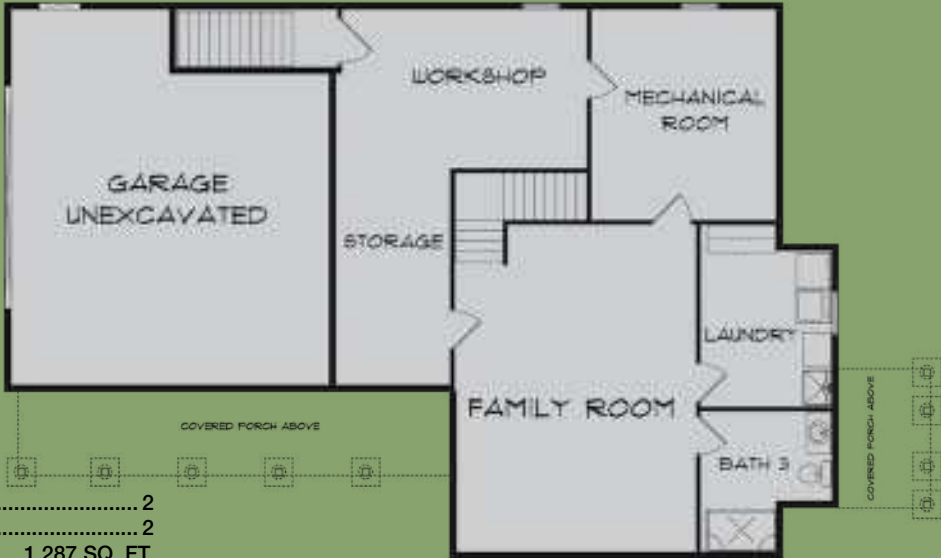 WORKSHOP
MECHANICAL
ROOM
GARAGE
UNEXCAVATED
STORAGE
LAUNDRY
FAMILY ROOM
COVERED PORCH ABOVE
COVERED PORCH ABOVE
BATH 3
........................ 2
........................ 2
1,287 SQ. FT.